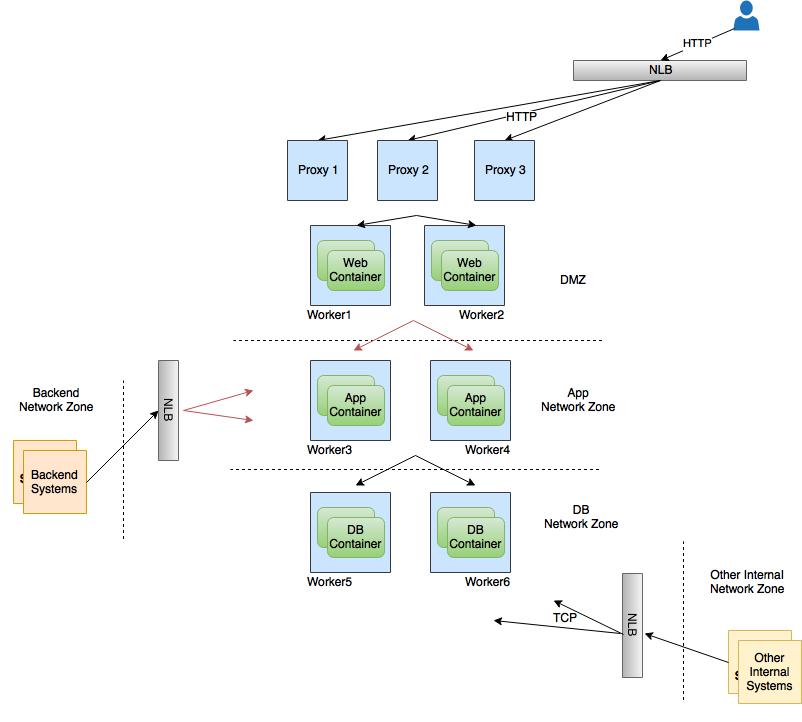 HTTP
NLB
HTTP
Proxy 1
Proxy 2
Proxy 3
Web
Container
Web
Container
DMZ
Worker1
Worker2
Backend
Network Zone
NLB
App
Container
App
Container
App
Network Zone
Worker3
Worker4
Backend
Systems
DB
Container
DB
Container
DB
Network Zone
Worker5
Worker6
Other Internal
Network Zone
TCP
NLB
Other
Internal
Systems